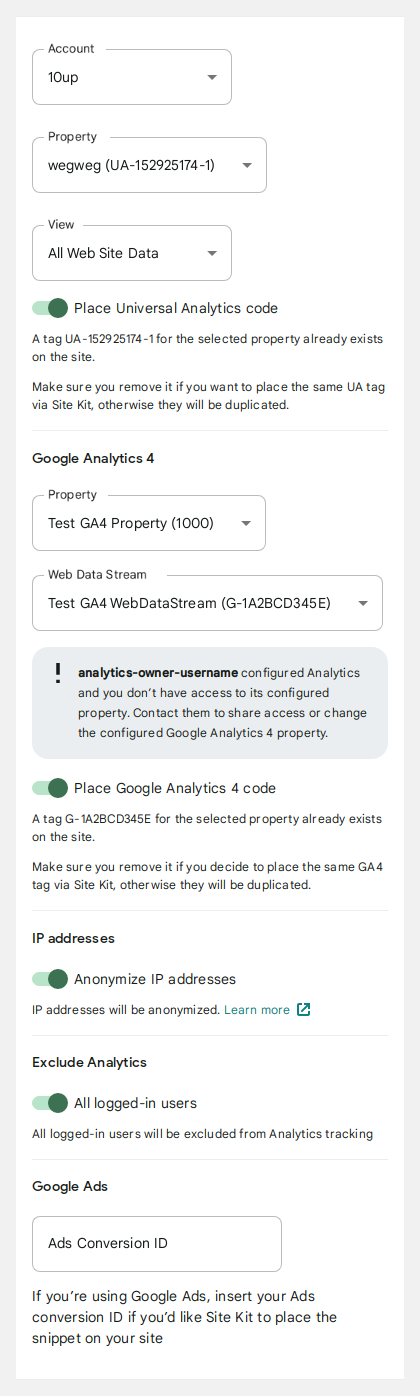 Account
10up
Property
wegweg (UA-152925174-1)
View
All Web Site Data
Place Universal Analytics code
A tag UA-152925174-1 for the selected property already exists
on the site.
Make sure you remove it if you want to place the same UA tag
via Site Kit, otherwise they will be duplicated.
Google Analytics 4
Property
Test GA4 Property (1000)
Web Data Stream
Test GA4 WebDataStream (G-1A2BCD345E)
! analytics-owner-username configured Analytics
and you don’t have access to its configured
property. Contact them to share access or change
the configured Google Analytics 4 property.
Place Google Analytics 4 code
A tag G-1A2BCD345E for the selected property already exists
on the site.
Make sure you remove it if you decide to place the same GA4
tag via Site Kit, otherwise they will be duplicated.
IP addresses
Anonymize IP addresses
IP addresses will be anonymized. Learn more
Exclude Analytics
All logged-in users
All logged-in users will be excluded from Analytics tracking
Google Ads
Ads Conversion ID
If you’re using Google Ads, insert your Ads
conversion ID if you’d like Site Kit to place the
snippet on your site